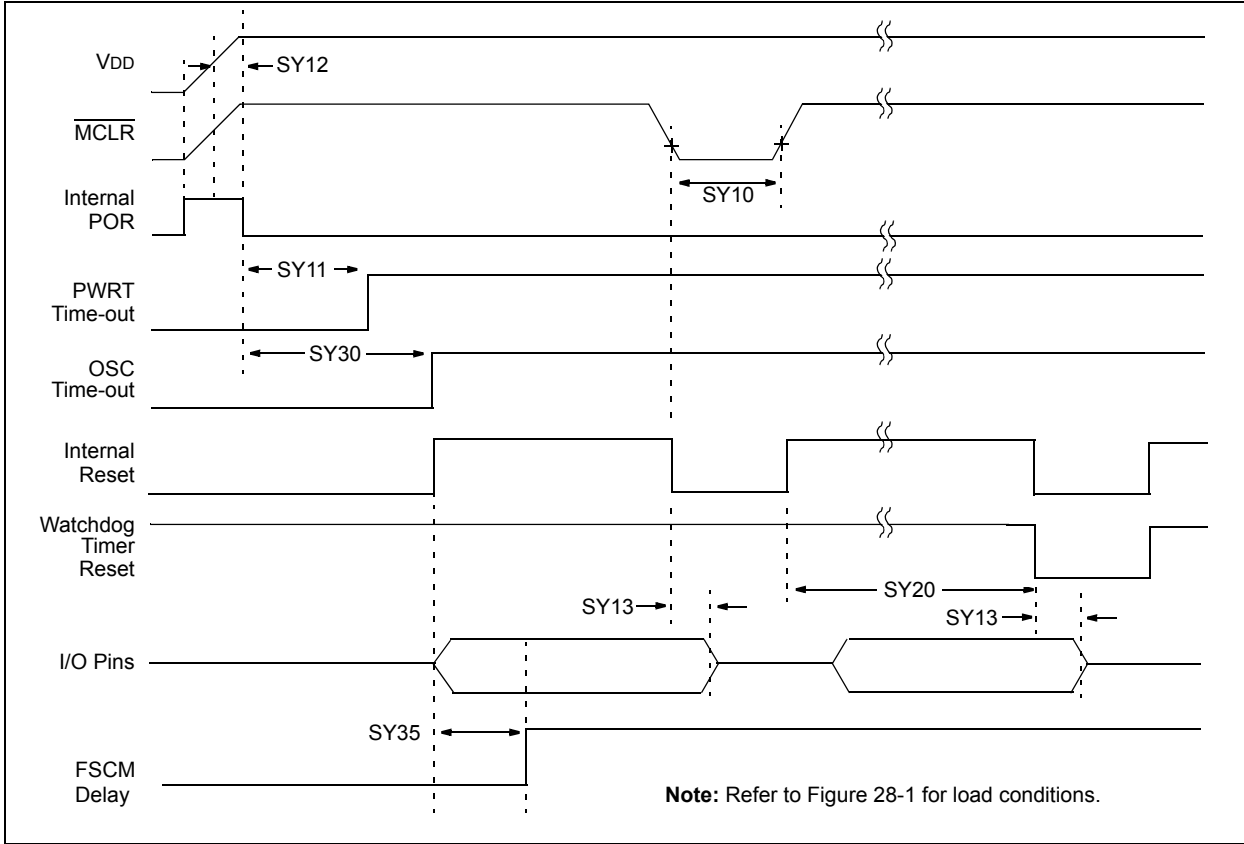 VDD
SY12
MCLR
SY10
Internal
POR
SY11
PWRT
Time-out
SY30
OSC
Time-out
Internal
Reset
Watchdog
Timer
Reset
SY20
SY13
SY13
I/O Pins
SY35
FSCM
Delay
Note: Refer to Figure 28-1 for load conditions.